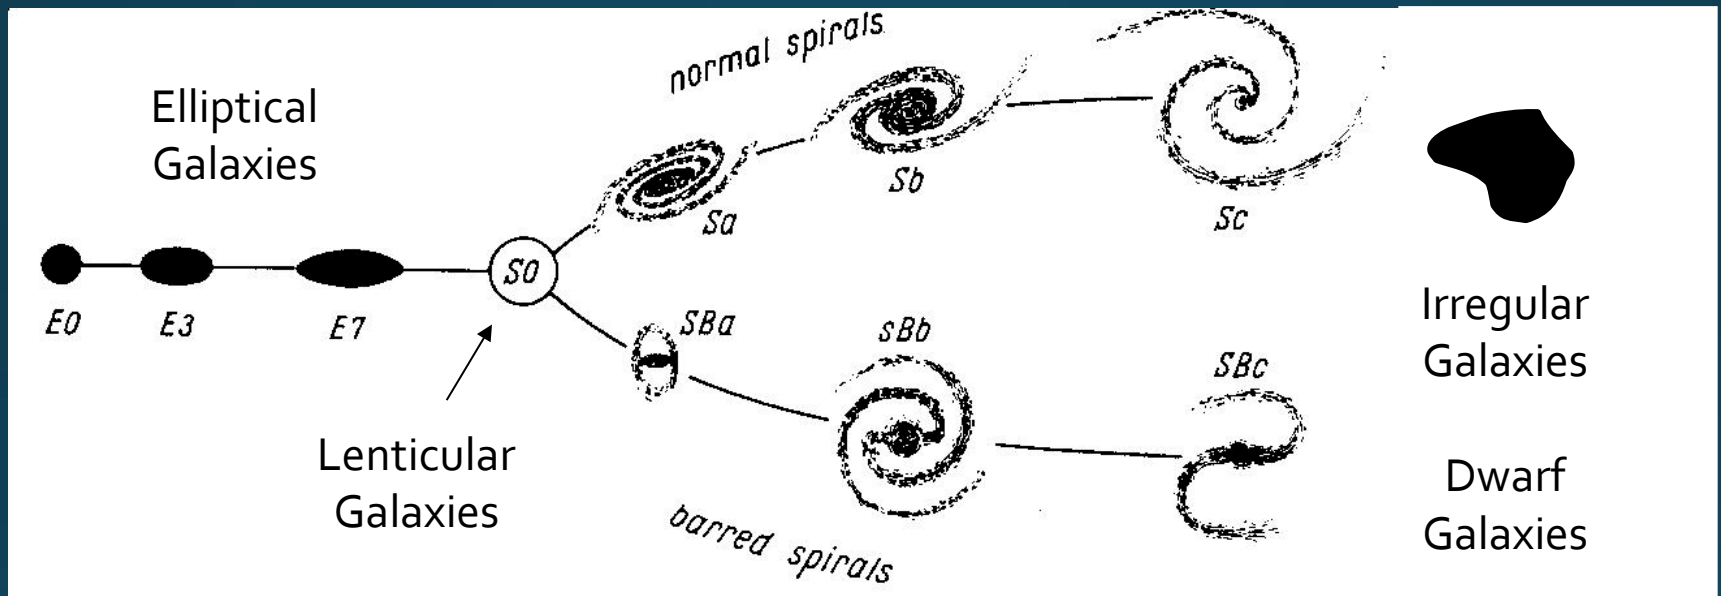 normal spirals
Elliptical
Galaxies
Sa
Sb
Sc
E0
E3
E7
S0
Irregular
Galaxies
SBa
sBb
SBc
Lenticular
Galaxies
barred spirals
Dwarf
Galaxies